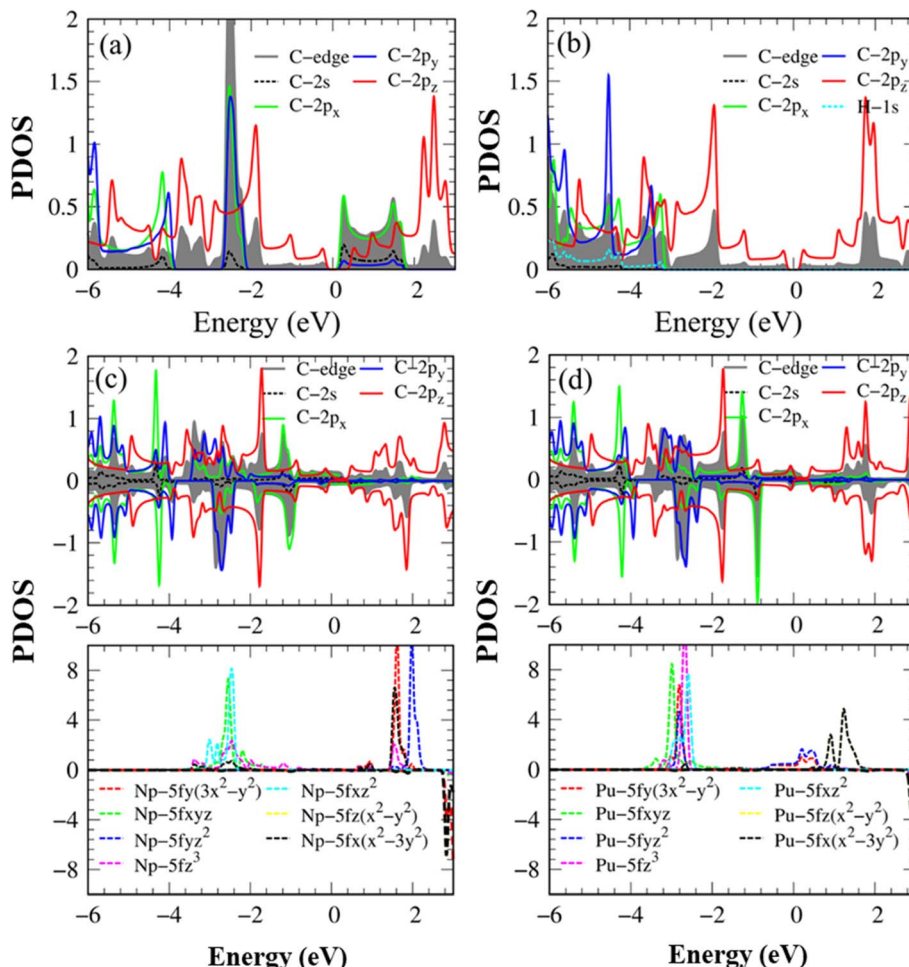 (a)
C-edge C-2py
C-2s C-2pz
C-2px
PDOS
2
1.5
1
0.5
0
-6 -4 -2 0 2
Energy (eV)
(b)
C-edge C-2py
C-2s C-2pz
C-2px H-1s
PDOS
2
1.5
1
0.5
0
-6 -4 -2 0 2
Energy (eV)
(c)
C-edge C-2py
C-2s C-2pz
C-2px
2
1
0
-1
-2
-6 -4 -2 0 2
(d)
C-edge C-2py
C-2s C-2pz
C-2px
2
1
0
-1
-2
-6 -4 -2 0 2
PDOS
8
4
0
-4
-8
Np-5fy(3x²-y²) Np-5fxz²
Np-5fxyz Np-5fz(x²-y²)
Np-5fyz² Np-5fx(x²-3y²)
Np-5fz³
-6 -4 -2 0 2
Energy (eV)
PDOS
8
4
0
-4
-8
Pu-5fy(3x²-y²) Pu-5fxz²
Pu-5fxyz Pu-5fz(x²-y²)
Pu-5fyz² Pu-5fx(x²-3y²)
Pu-5fz³
-6 -4 -2 0 2
Energy (eV)